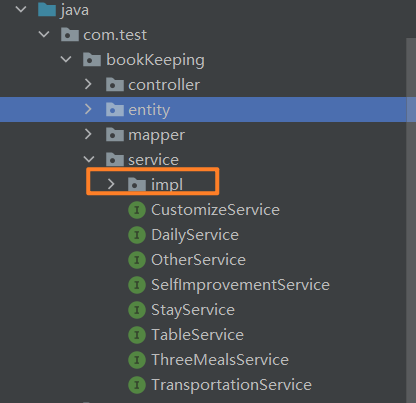 java
com.test
bookKeeping
controller
entity
mapper
service
impl
I CustomizeService
I DailyService
I OtherService
I SelfImprovementService
I StayService
I TableService
I ThreeMealsService
I TransportationService